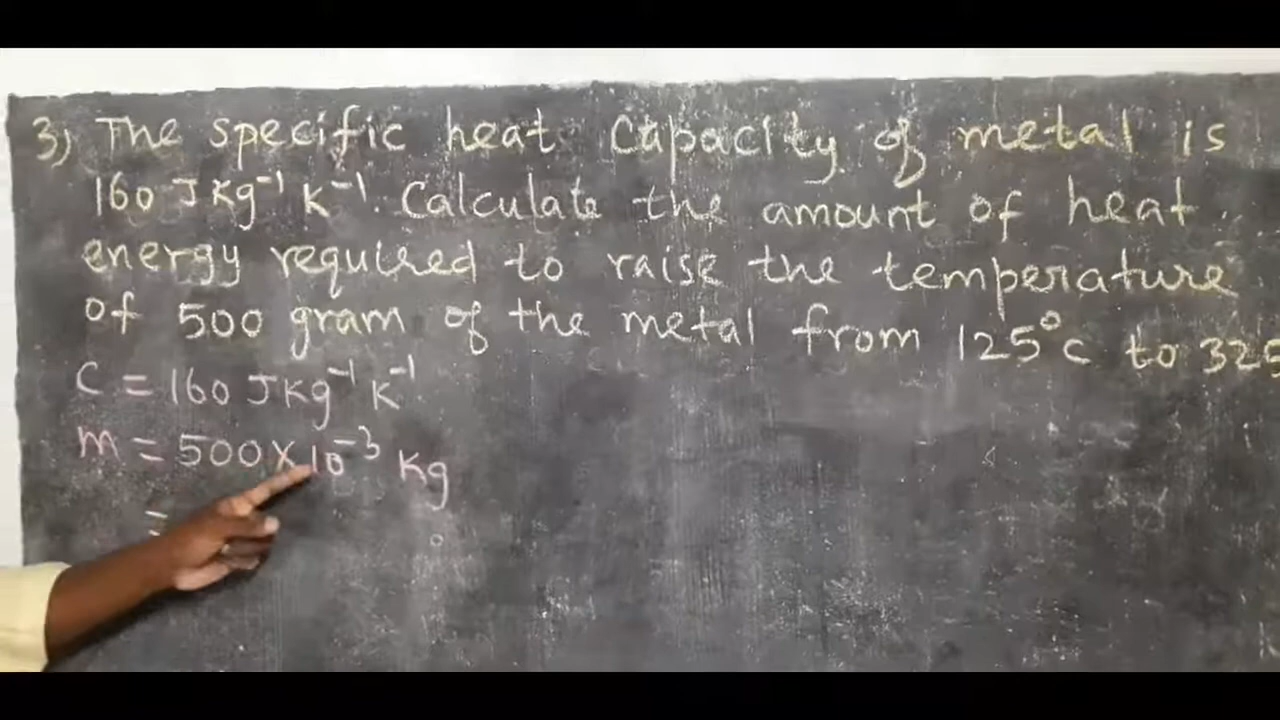 3) The specific heat capacity of metal is
160 J Kg⁻¹ K⁻¹. Calculate the amount of heat
energy required to raise the temperature
of 500 gram of the metal from 125°c to 325
C = 160 J Kg⁻¹ K⁻¹
m = 500 × 10⁻³ Kg
=